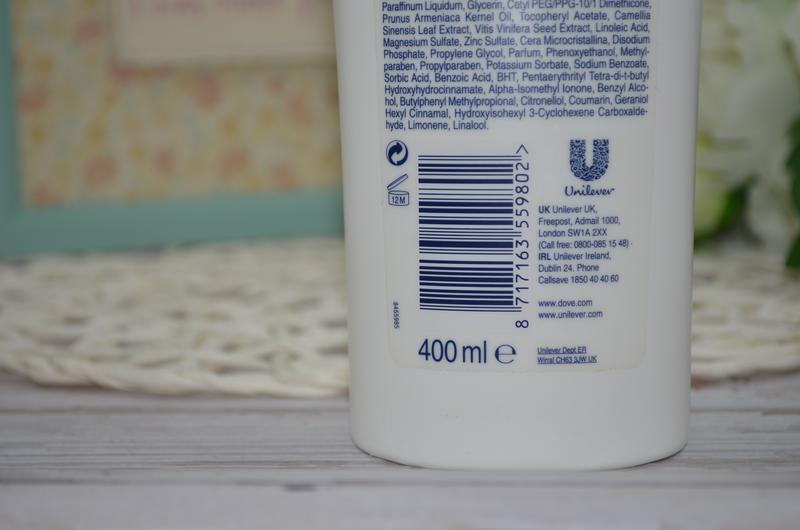 Paraffinum Liquidum, Glycerin, Cetyl PEG/PPG-10/1 Dimethicone,
Prunus Armeniaca Kernel Oil, Tocopheryl Acetate, Camellia
Sinensis Leaf Extract, Vitis Vinifera Seed Extract, Linoleic Acid,
Magnesium Sulfate, Zinc Sulfate, Cera Microcristallina, Disodium
Phosphate, Propylene Glycol, Parfum, Phenoxyethanol, Methyl-
paraben, Propylparaben, Potassium Sorbate, Sodium Benzoate,
Sorbic Acid, Benzoic Acid, BHT, Pentaerythrityl Tetra-di-t-butyl
Hydroxyhydrocinnamate, Alpha-Isomethyl Ionone, Benzyl Alco-
hol, Butylphenyl Methylpropional, Citronellol, Coumarin, Geraniol
Hexyl Cinnamal, Hydroxyisohexyl 3-Cyclohexene Carboxalde-
hyde, Limonene, Linalool.
12M
8 717163 559802 >
Unilever
UK Unilever UK,
Freepost, Admail 1000,
London SW1A 2XX
(Call free: 0800-085 15 48) ·
IRL Unilever Ireland,
Dublin 24. Phone
Callsave 1850 40 40 60
www.dove.com
www.unilever.com
400 ml ℮
Unilever Dept ER
Wirral CH63 3JW UK